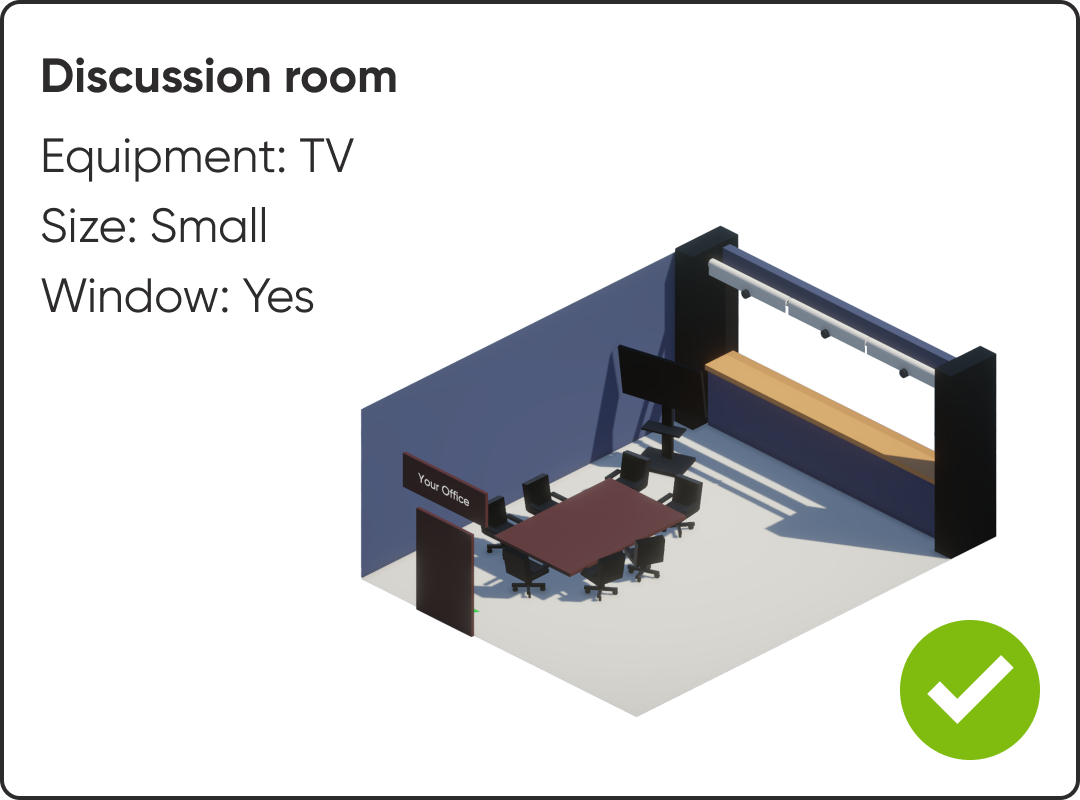 Discussion room
Equipment: TV
Size: Small
Window: Yes
Your Office